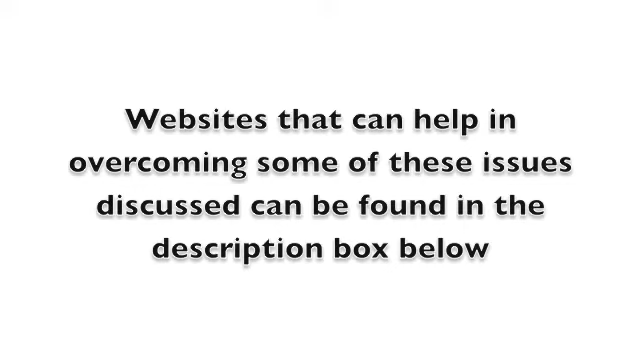 Websites that can help in
overcoming some of these issues
discussed can be found in the
description box below